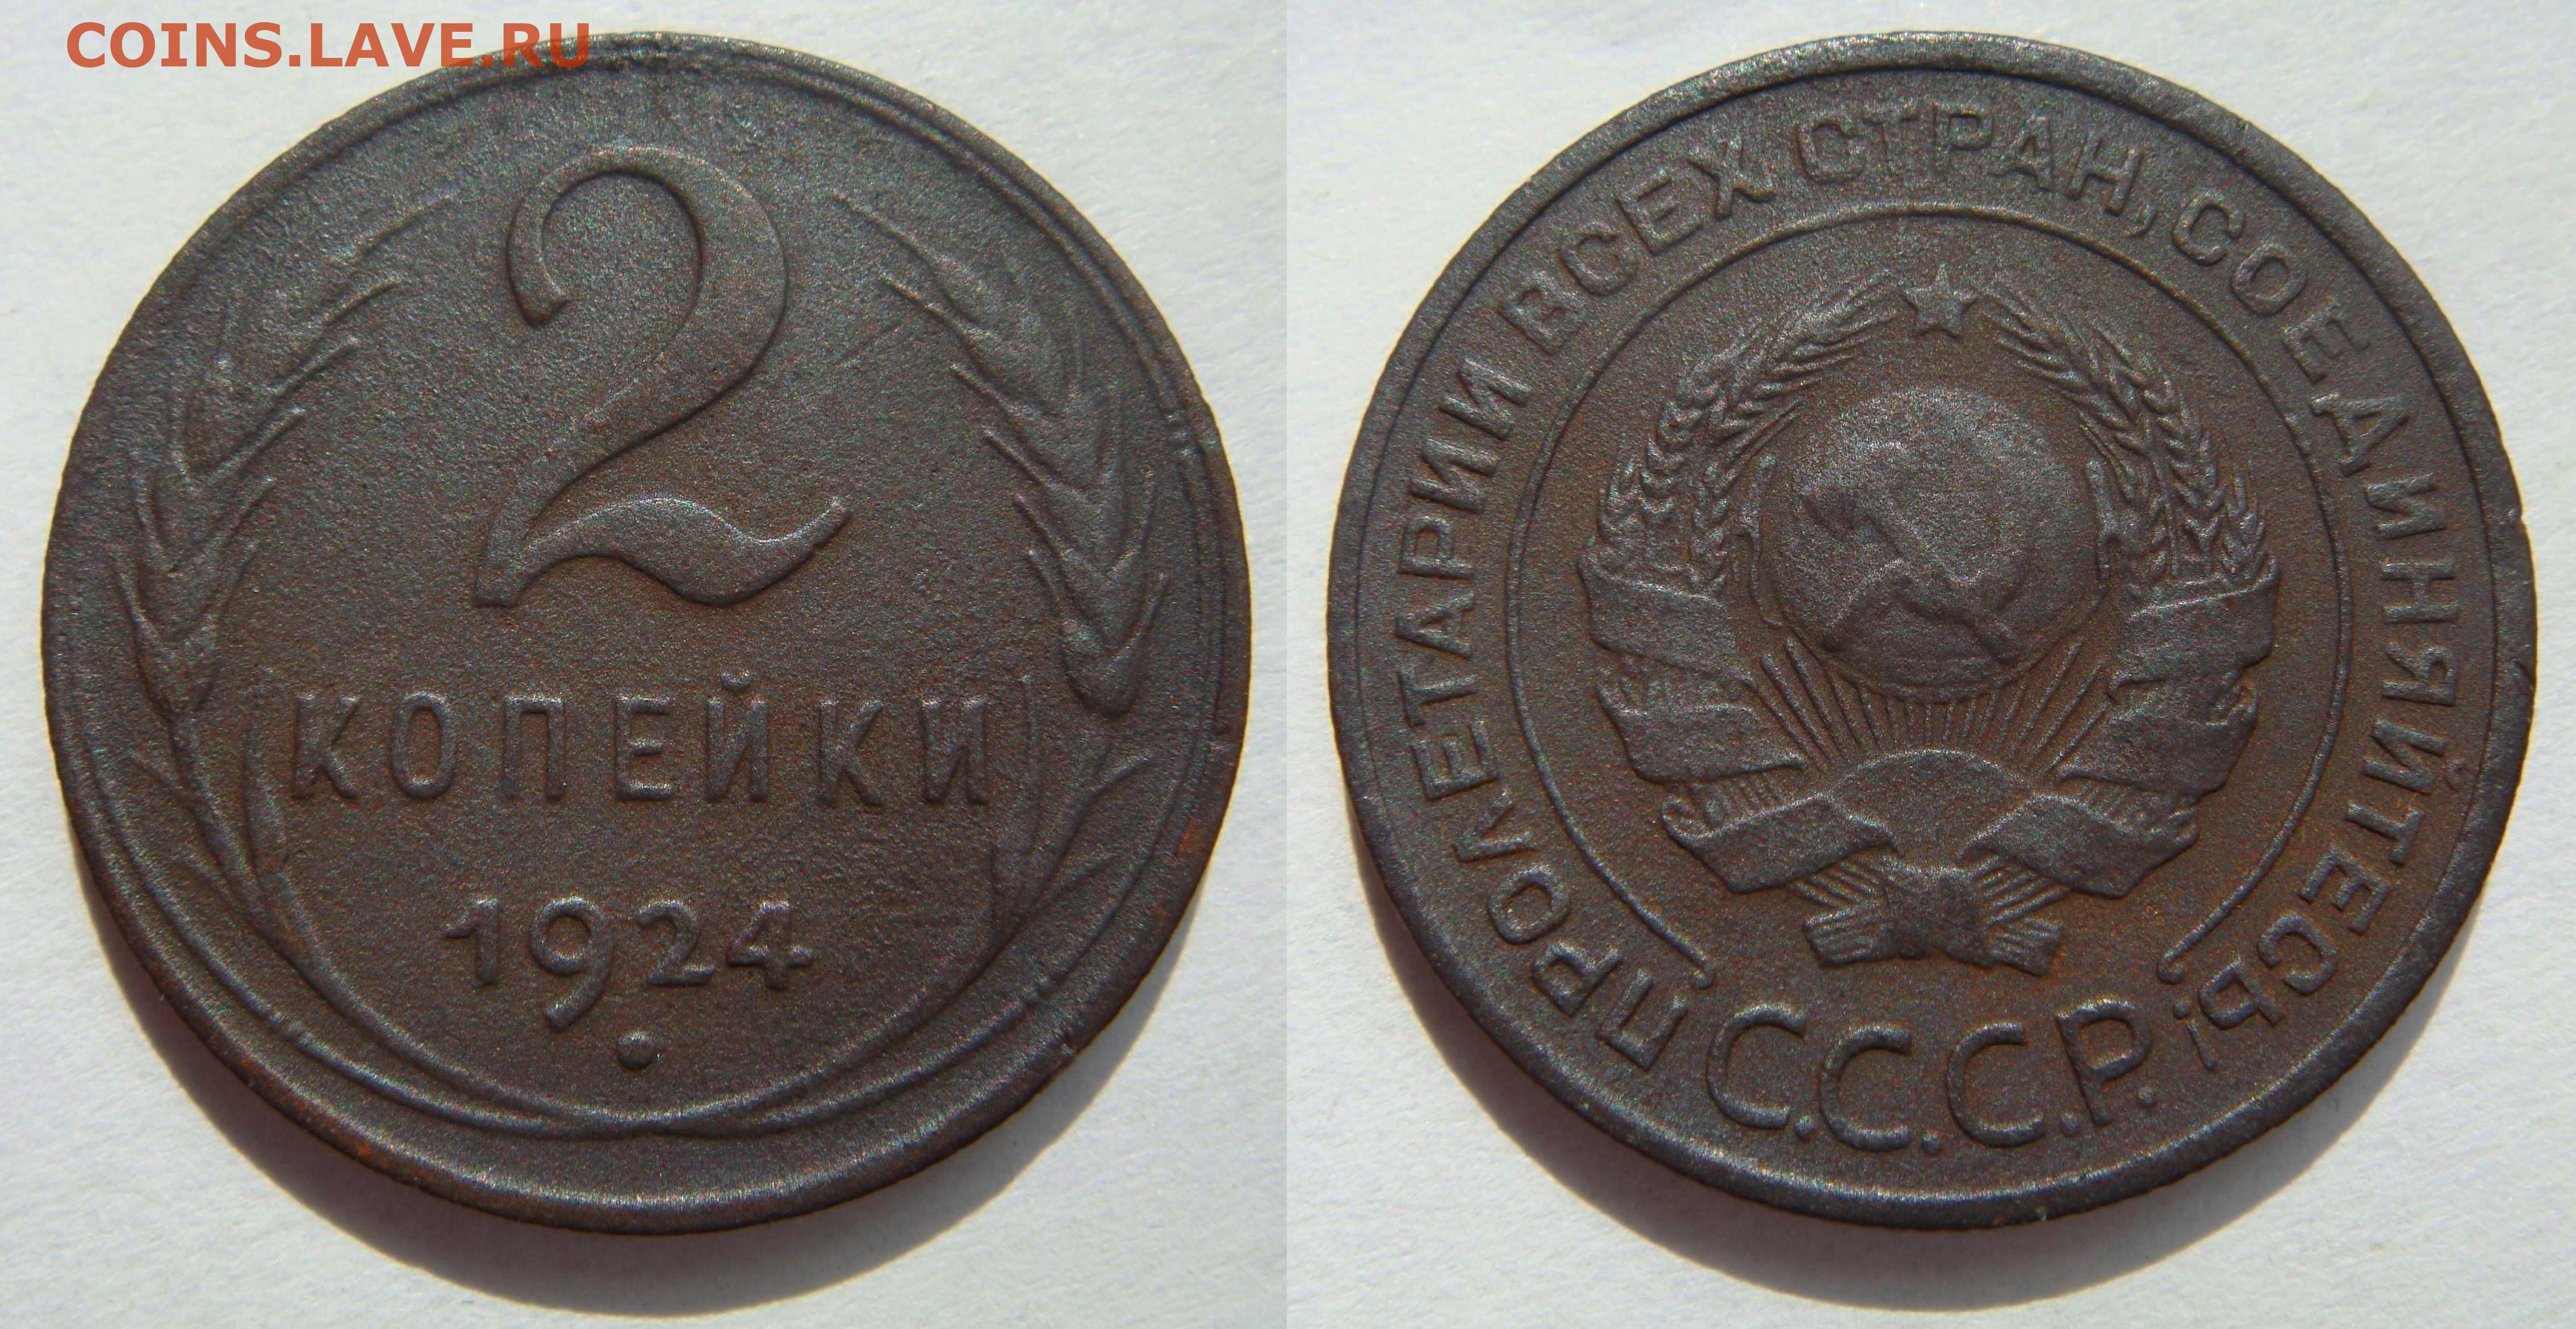 COINS.LAVE.RU
2
КОПЕЙКИ
1924
ПРОЛЕТАРИИ ВСЕХ СТРАН, СОЕДИНЯЙТЕСЬ!
С.С.С.Р.